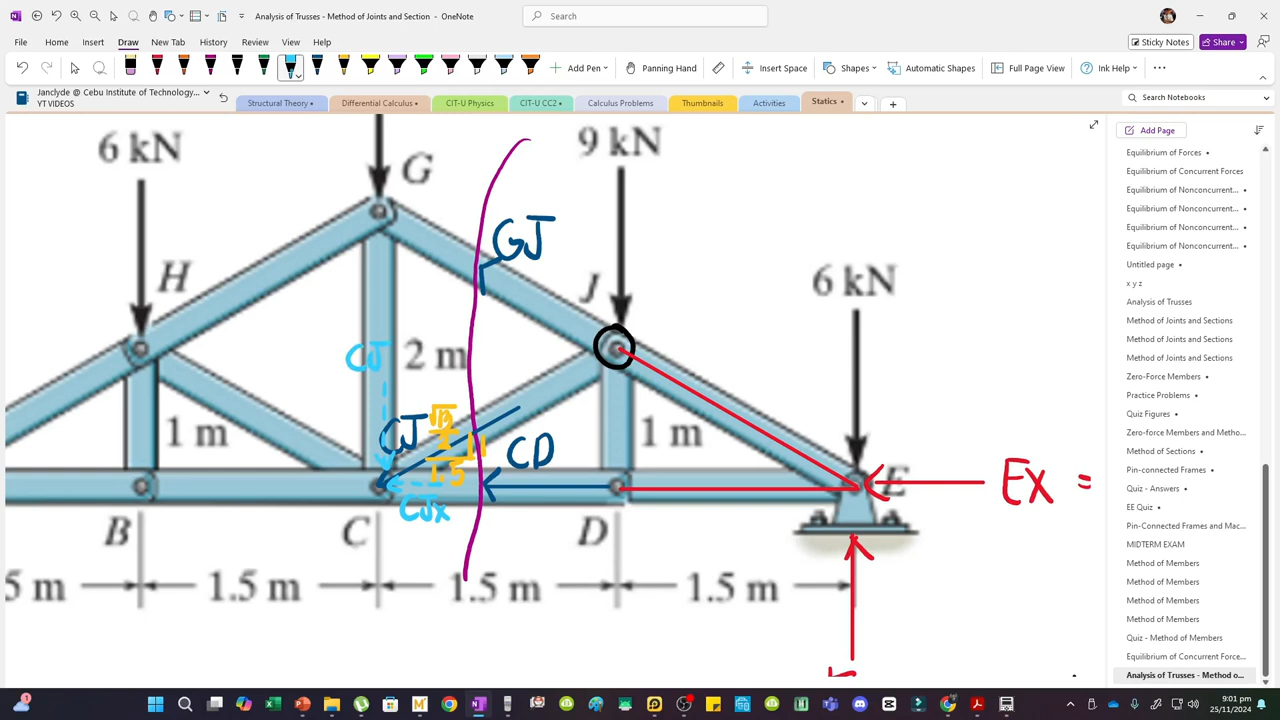 Analysis of Trusses - Method of Joints and Section - OneNote
Search
File Home Insert Draw New Tab History Review View Help
Sticky Notes
Share
Add Pen
Panning Hand
Insert Space
Shapes
Automatic Shapes
Full Page View
Ink Help
Janclyde @ Cebu Institute of Technology...
YT VIDEOS
Structural Theory
Differential Calculus
CIT-U Physics
CIT-U CC2
Calculus Problems
Thumbnails
Activities
Statics
Search Notebooks
Add Page
Equilibrium of Forces
Equilibrium of Concurrent Forces
Equilibrium of Nonconcurrent...
Equilibrium of Nonconcurrent...
Equilibrium of Nonconcurrent...
Equilibrium of Nonconcurrent...
Untitled page
x y z
Analysis of Trusses
Method of Joints and Sections
Method of Joints and Sections
Method of Joints and Sections
Zero-Force Members
Practice Problems
Quiz Figures
Zero-force Members and Metho...
Method of Sections
Pin-connected Frames
Quiz - Answers
EE Quiz
Pin-Connected Frames and Mac...
MIDTERM EXAM
Method of Members
Method of Members
Method of Members
Method of Members
Quiz - Method of Members
Equilibrium of Concurrent Force...
Analysis of Trusses - Method o...
6 kN
9 kN
G
GJ
H
J
6 kN
CJ
2 m
CJ
1 m
CD
1 m
1.5
E
EX =
CJx
B
C
D
5 m
1.5 m
1.5 m
1.5 m
1
9:01 pm
25/11/2024